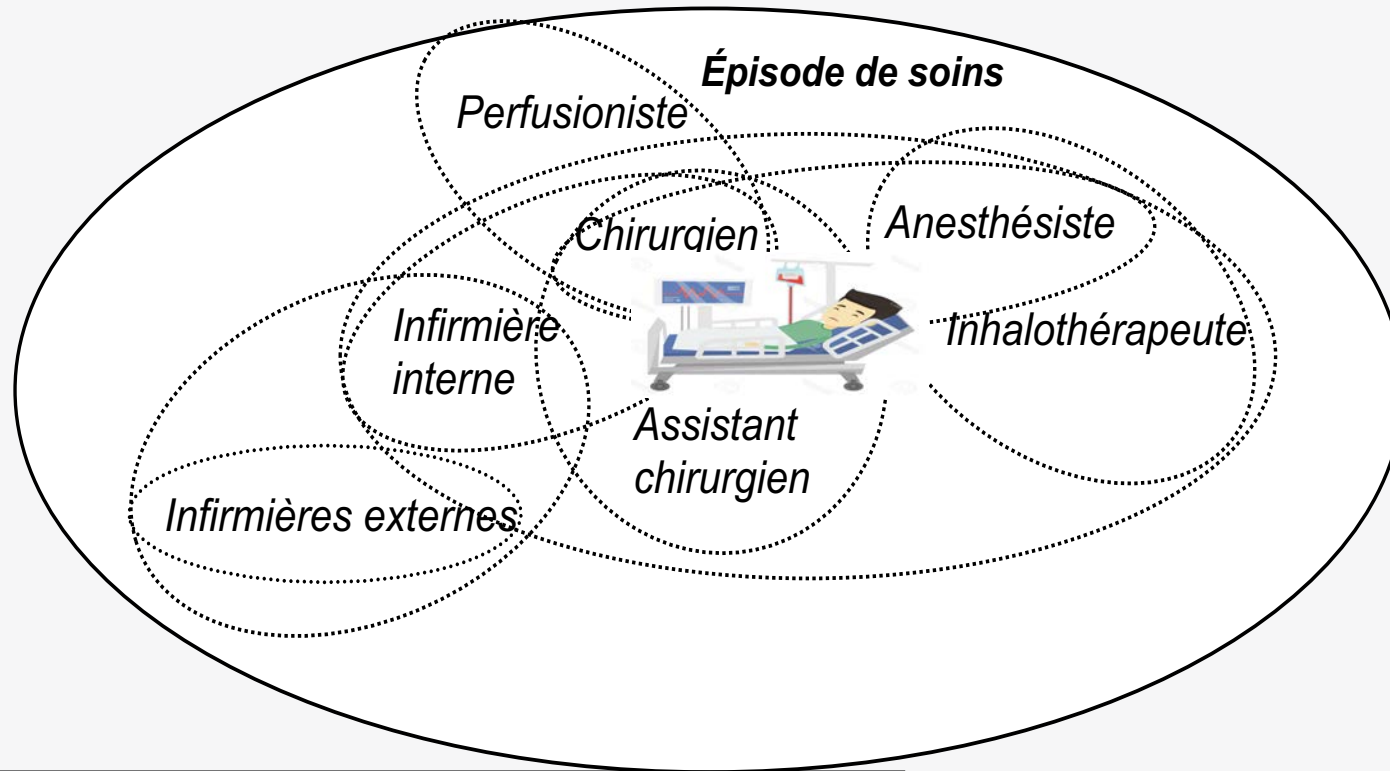 Épisode de soins
Perfusioniste
Chirurgien
Anesthésiste
Infirmière
interne
Inhalothérapeute
Assistant
chirurgien
Infirmières externes